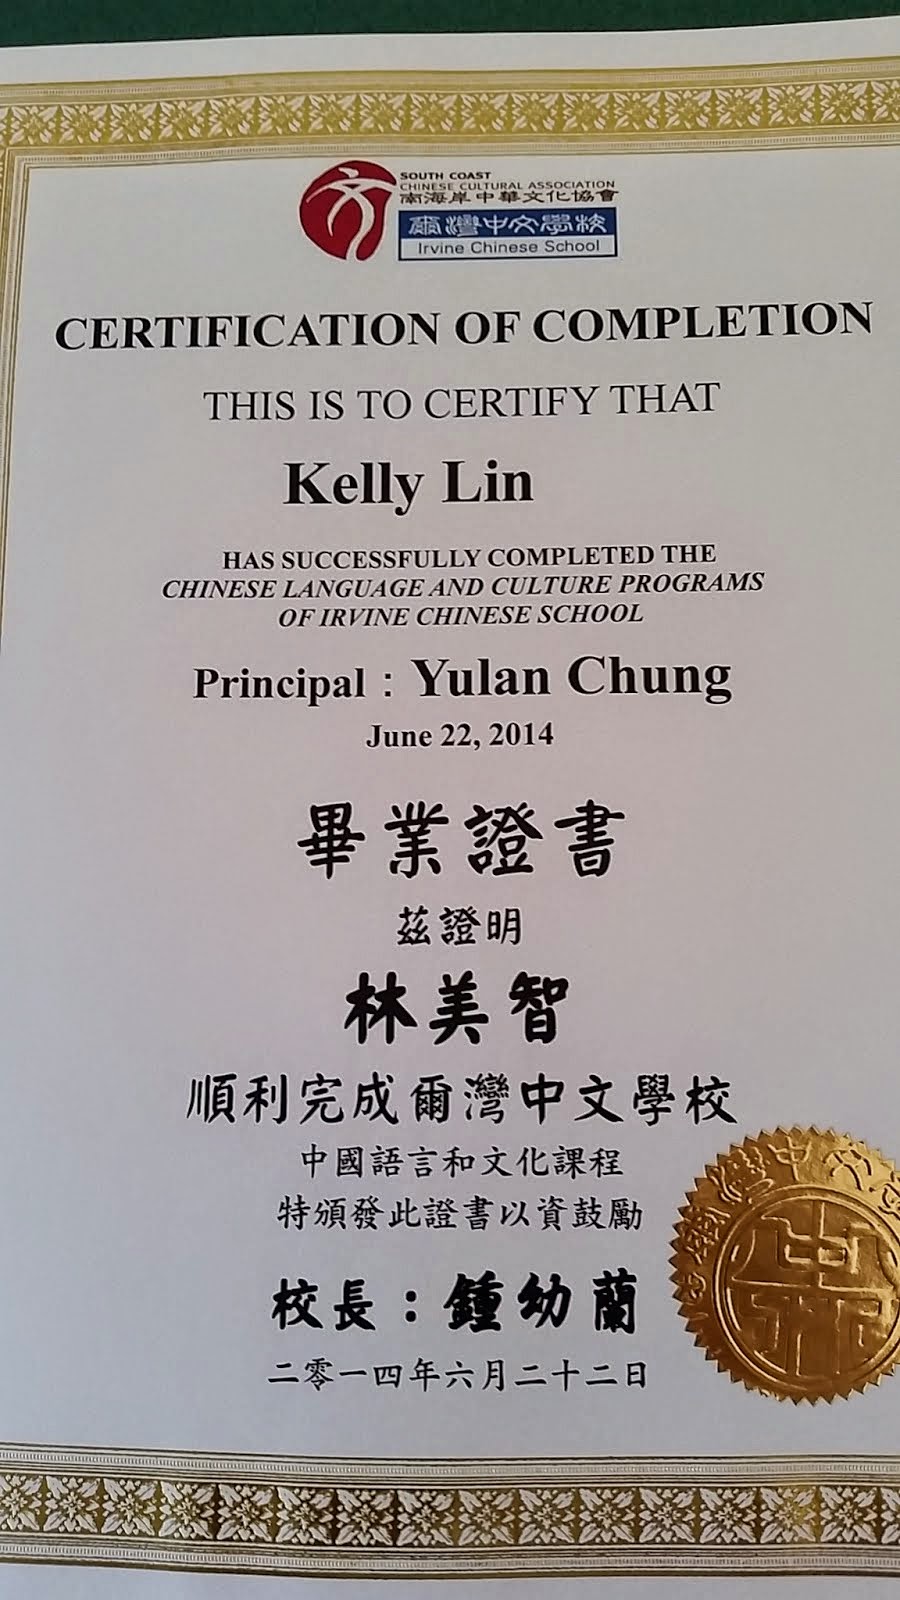 SOUTH COAST
CHINESE CULTURAL ASSOCIATION
南海岸中華文化協會
爾灣中文學校
Irvine Chinese School
CERTIFICATION OF COMPLETION
THIS IS TO CERTIFY THAT
Kelly Lin
HAS SUCCESSFULLY COMPLETED THE
CHINESE LANGUAGE AND CULTURE PROGRAMS
OF IRVINE CHINESE SCHOOL
Principal：Yulan Chung
June 22, 2014
畢業證書
茲證明
林美智
順利完成爾灣中文學校
中國語言和文化課程
特頒發此證書以資鼓勵
校長：鍾幼蘭
二零一四年六月二十二日